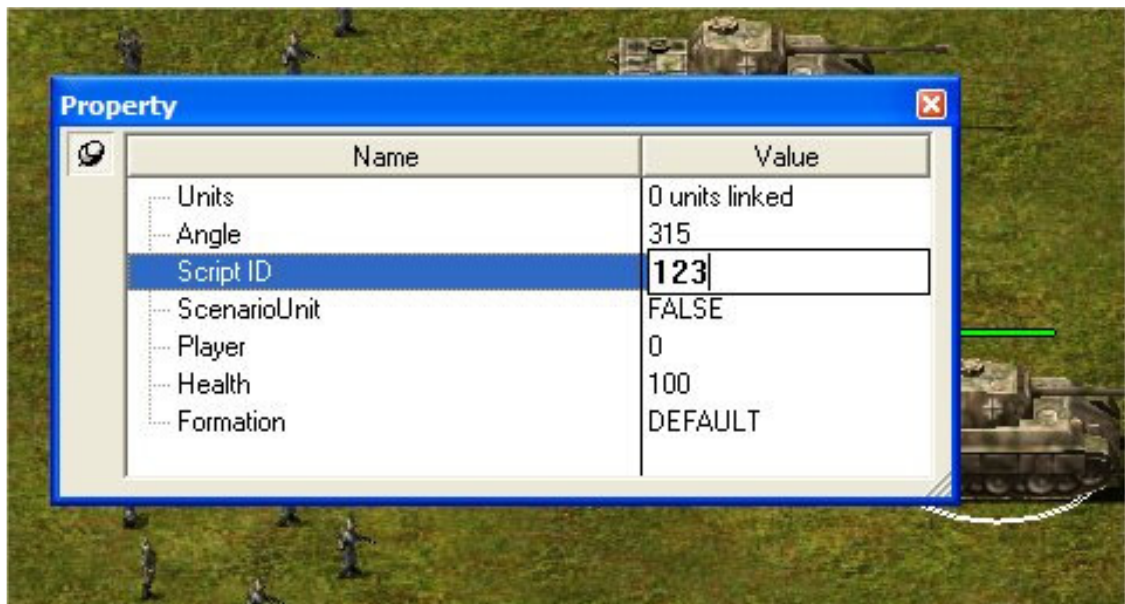 Property
Name Value
Units 0 units linked
Angle 315
Script ID 123
ScenarioUnit FALSE
Player 0
Health 100
Formation DEFAULT